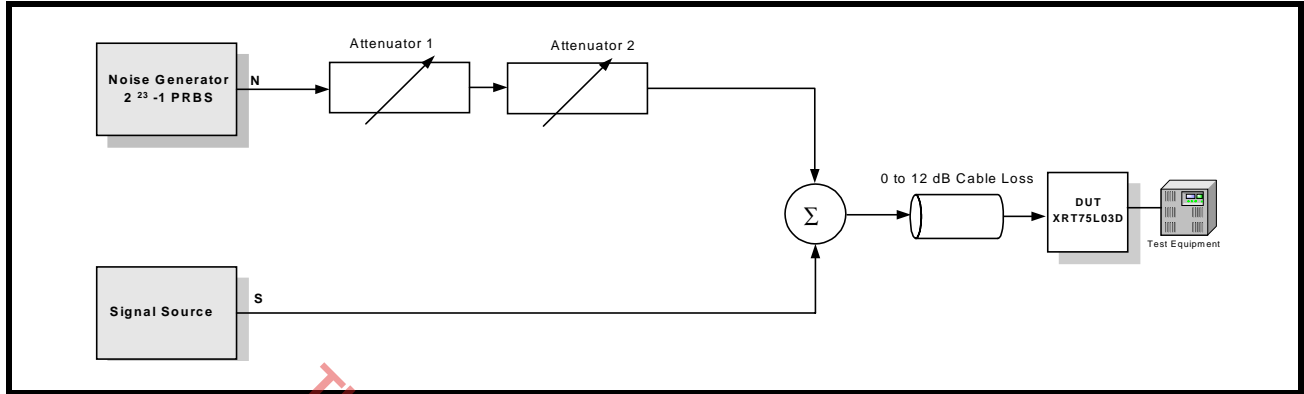 Attenuator 1
Attenuator 2
Noise Generator
2 23 -1 PRBS
N
0 to 12 dB Cable Loss
Σ
DUT
XRT75L03D
Test Equipment
Signal Source
S